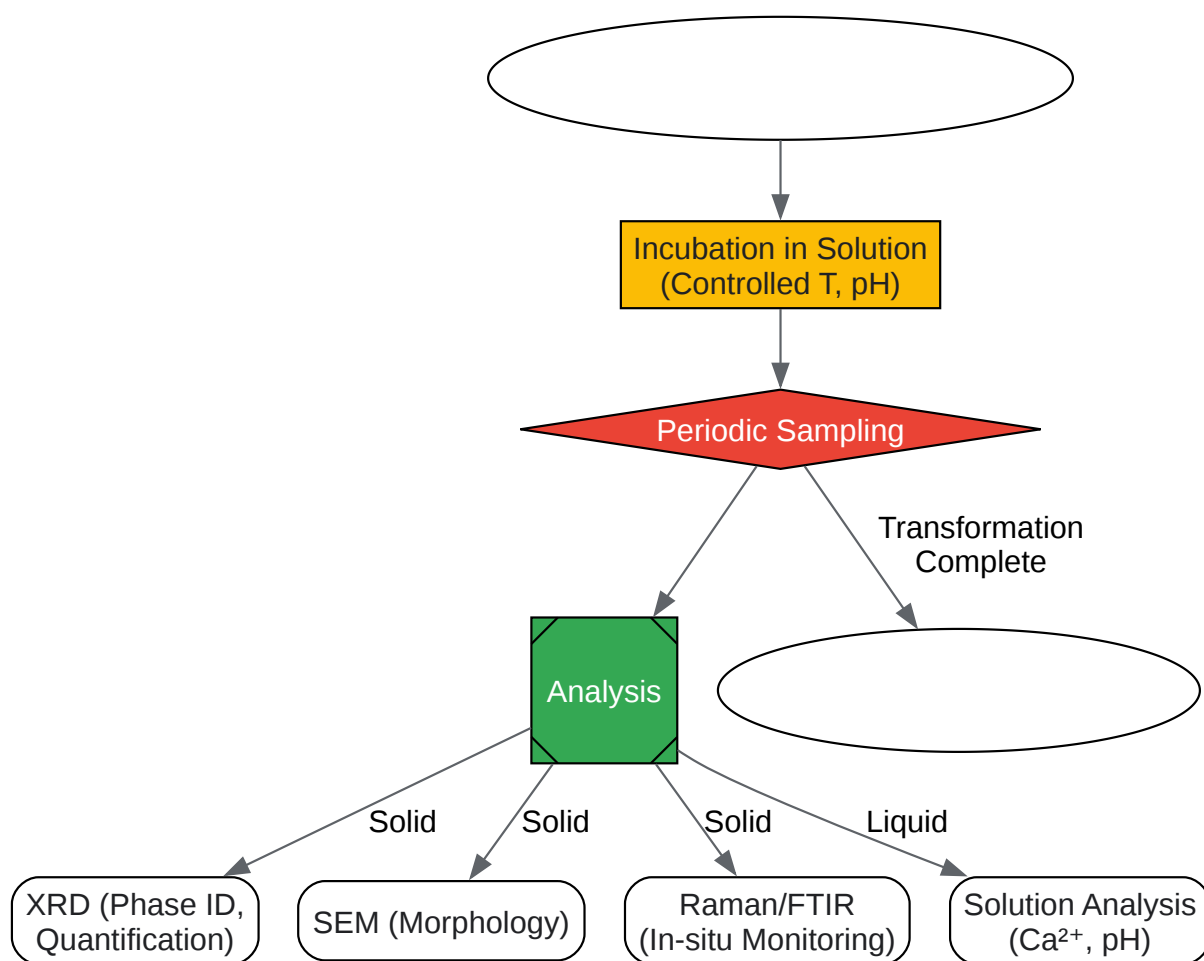 Incubation in Solution
(Controlled T, pH)
Periodic Sampling
Transformation
Complete
Analysis
Solid
Solid
Solid
Liquid
XRD (Phase ID,
Quantification)
SEM (Morphology)
Raman/FTIR
(In-situ Monitoring)
Solution Analysis
(Ca²⁺, pH)